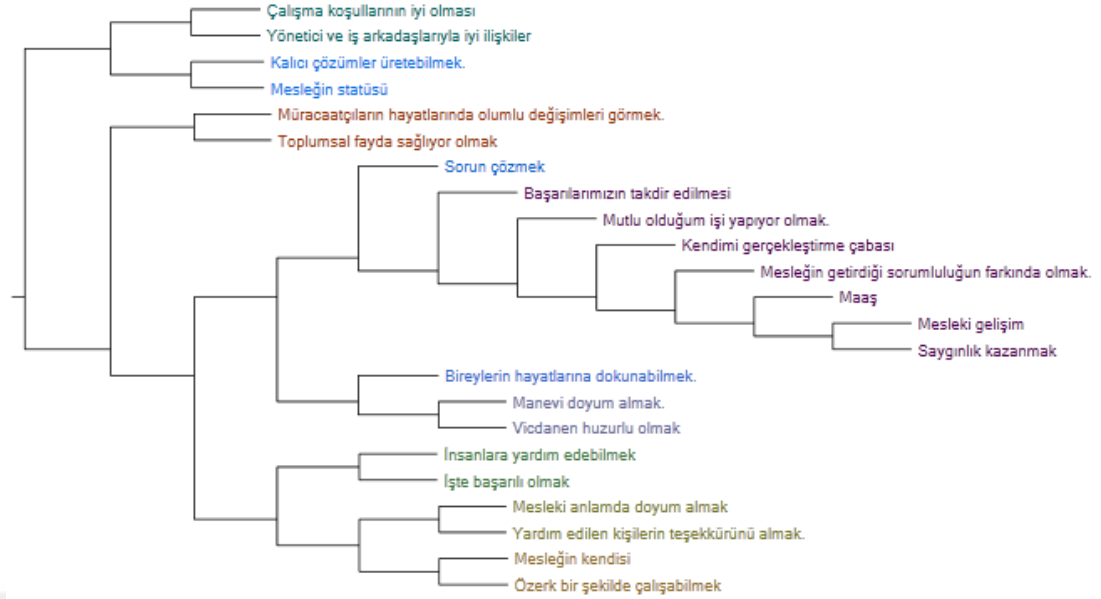 Çalışma koşullarının iyi olması
Yönetici ve iş arkadaşlarıyla iyi ilişkiler
Kalıcı çözümler üretebilmek.
Mesleğin statüsü
Müracaatçıların hayatlarında olumlu değişimleri görmek.
Toplumsal fayda sağlıyor olmak
Sorun çözmek
Başarılarımızın takdir edilmesi
Mutlu olduğum işi yapıyor olmak.
Kendimi gerçekleştirme çabası
Mesleğin getirdiği sorumluluğun farkında olmak.
Maaş
Mesleki gelişim
Saygınlık kazanmak
Bireylerin hayatlarına dokunabilmek.
Manevi doyum almak.
Vicdanen huzurlu olmak
İnsanlara yardım edebilmek
İşte başarılı olmak
Mesleki anlamda doyum almak
Yardım edilen kişilerin teşekkürünü almak.
Mesleğin kendisi
Özerk bir şekilde çalışabilmek